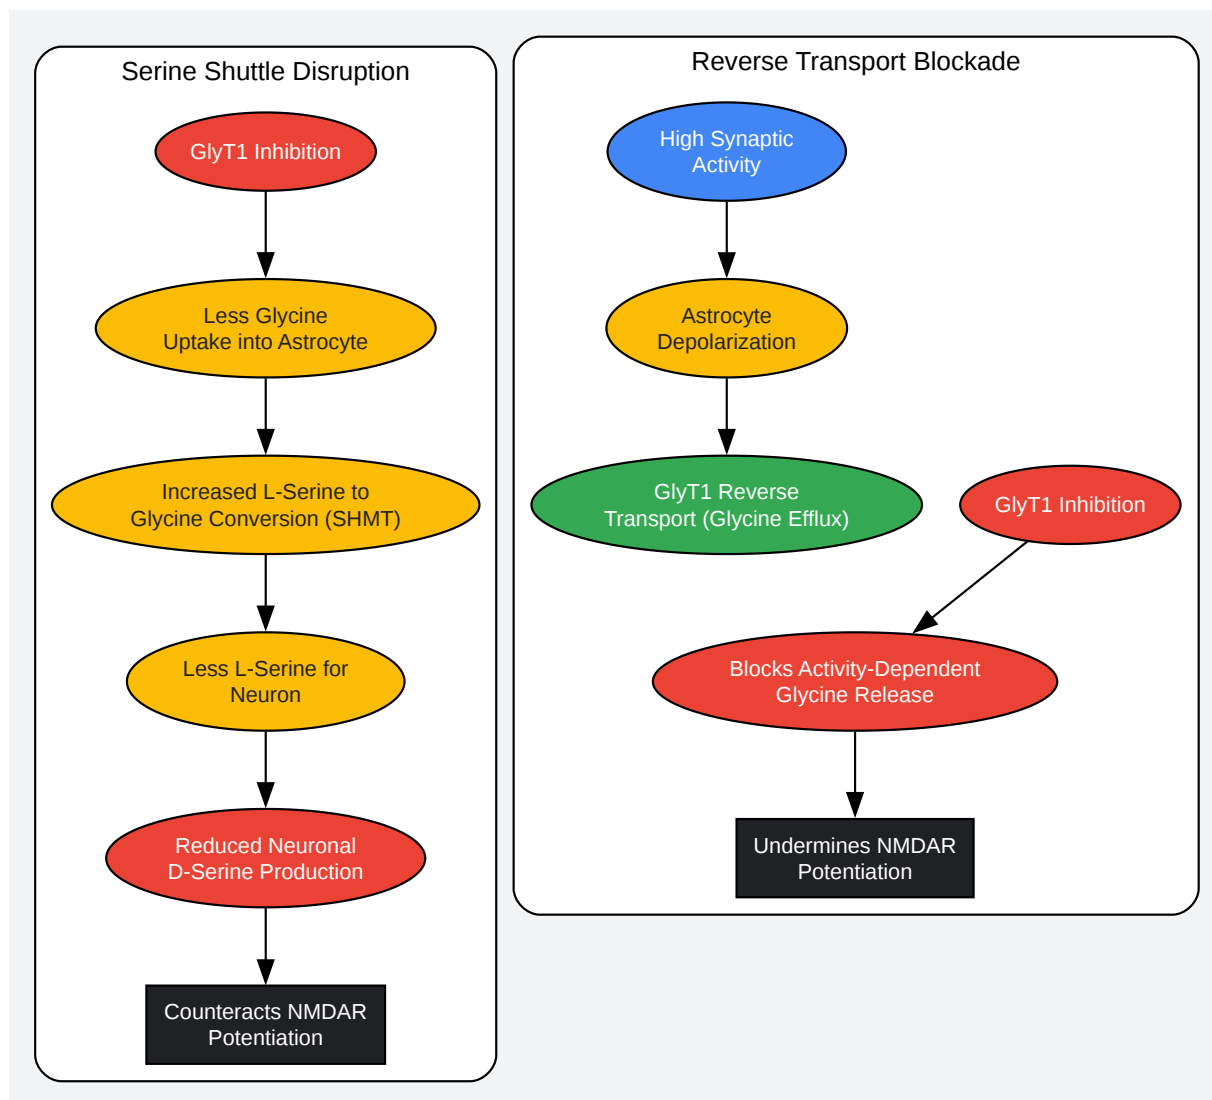 Serine Shuttle Disruption
GlyT1 Inhibition
Less Glycine
Uptake into Astrocyte
Increased L-Serine to
Glycine Conversion (SHMT)
Less L-Serine for
Neuron
Reduced Neuronal
D-Serine Production
Counteracts NMDAR
Potentiation
Reverse Transport Blockade
High Synaptic
Activity
Astrocyte
Depolarization
GlyT1 Reverse
Transport (Glycine Efflux)
GlyT1 Inhibition
Blocks Activity-Dependent
Glycine Release
Undermines NMDAR
Potentiation